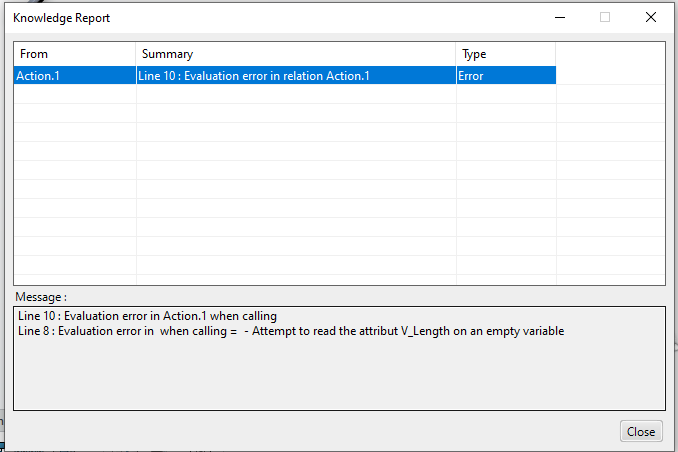 Knowledge Report
From Summary Type
Action.1 Line 10 : Evaluation error in relation Action.1 Error
Message :
Line 10 : Evaluation error in Action.1 when calling
Line 8 : Evaluation error in  when calling =  - Attempt to read the attribut V_Length on an empty variable
Close